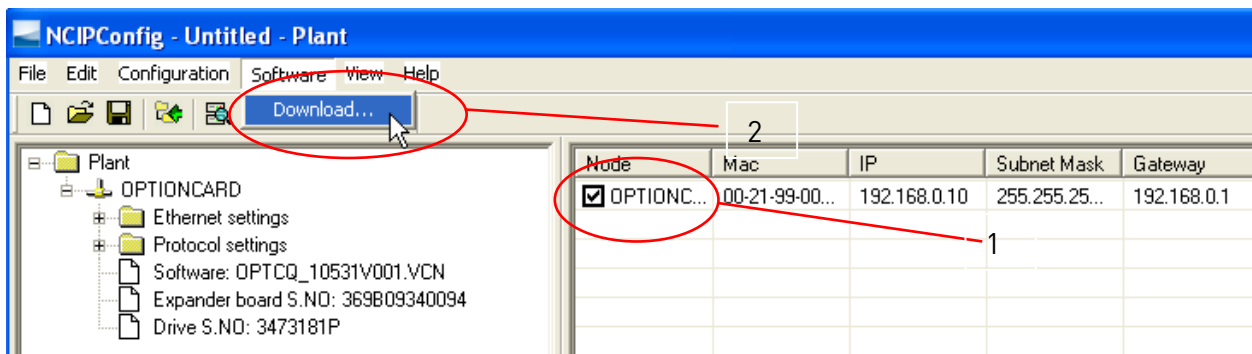 NCIPConfig - Untitled - Plant
File Edit Configuration Software View Help
Download...
2
Plant
OPTIONCARD
Ethernet settings
Protocol settings
Software: OPTCQ_10531V001.VCN
Expander board S.NO: 369B09340094
Drive S.NO: 3473181P
Node Mac IP Subnet Mask Gateway
OPTIONC... 00-21-99-00... 192.168.0.10 255.255.25... 192.168.0.1
1